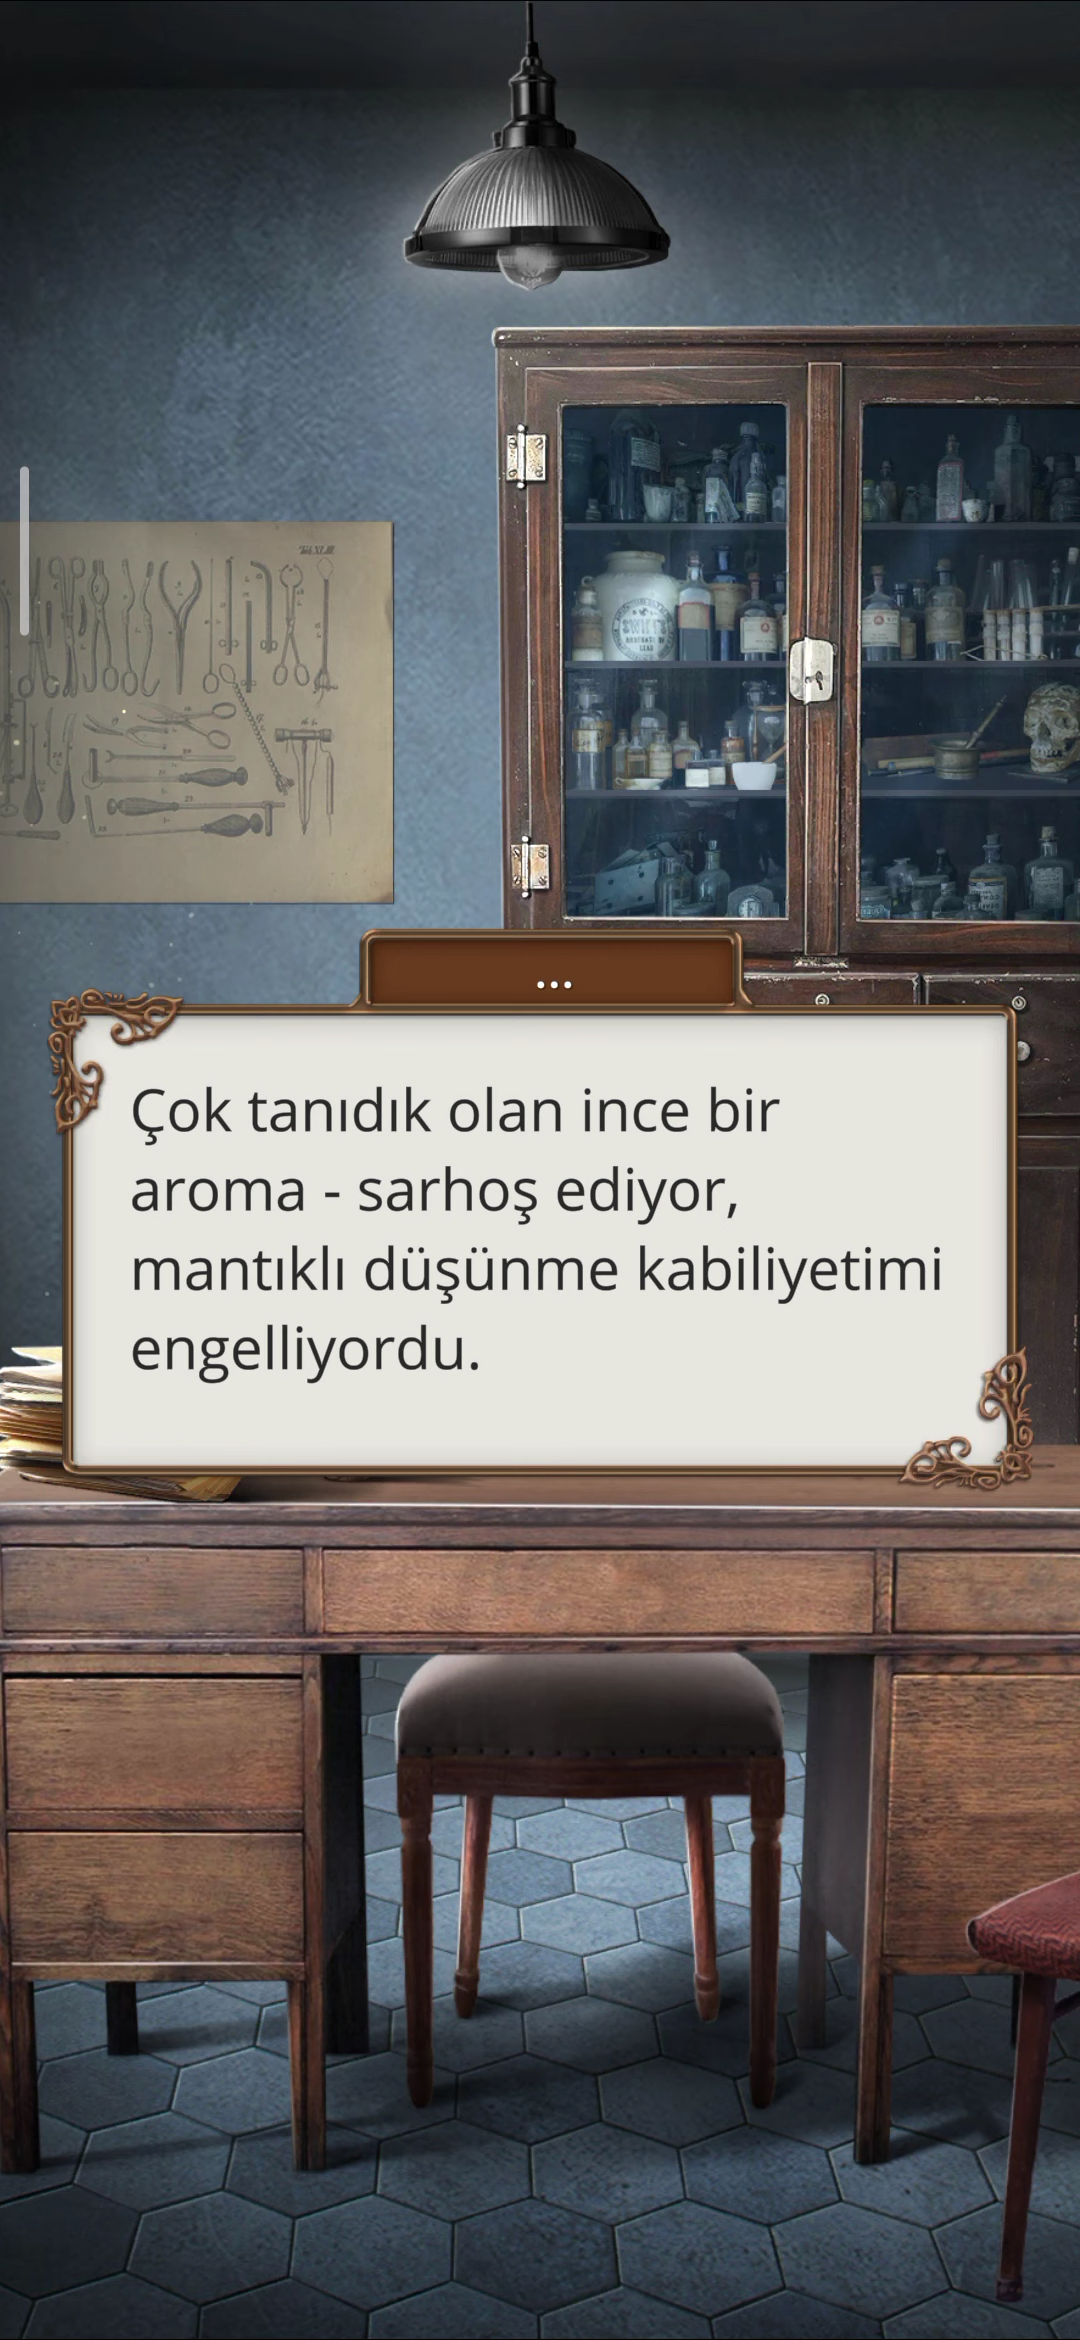 ...
Çok tanıdık olan ince bir
aroma - sarhoş ediyor,
mantıklı düşünme kabiliyetimi
engelliyordu.